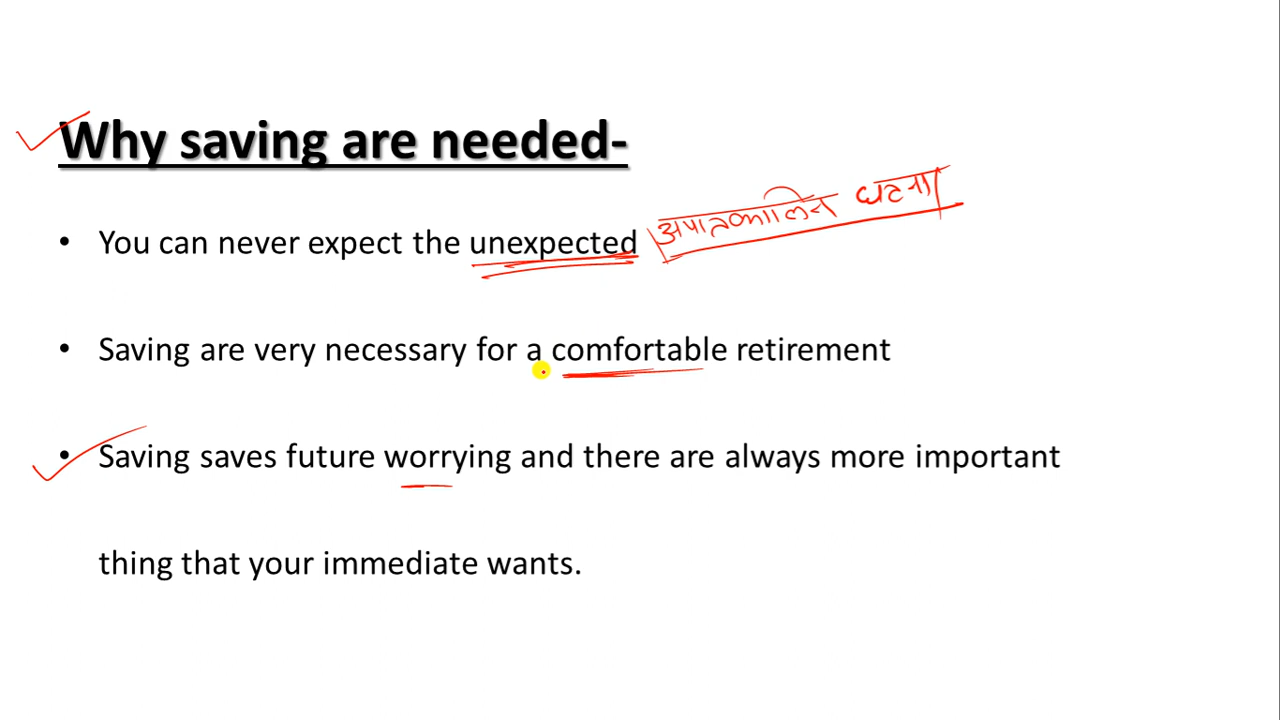 Why saving are needed-
• You can never expect the unexpected अपातकालिन घटना
• Saving are very necessary for a comfortable retirement
• Saving saves future worrying and there are always more important
thing that your immediate wants.